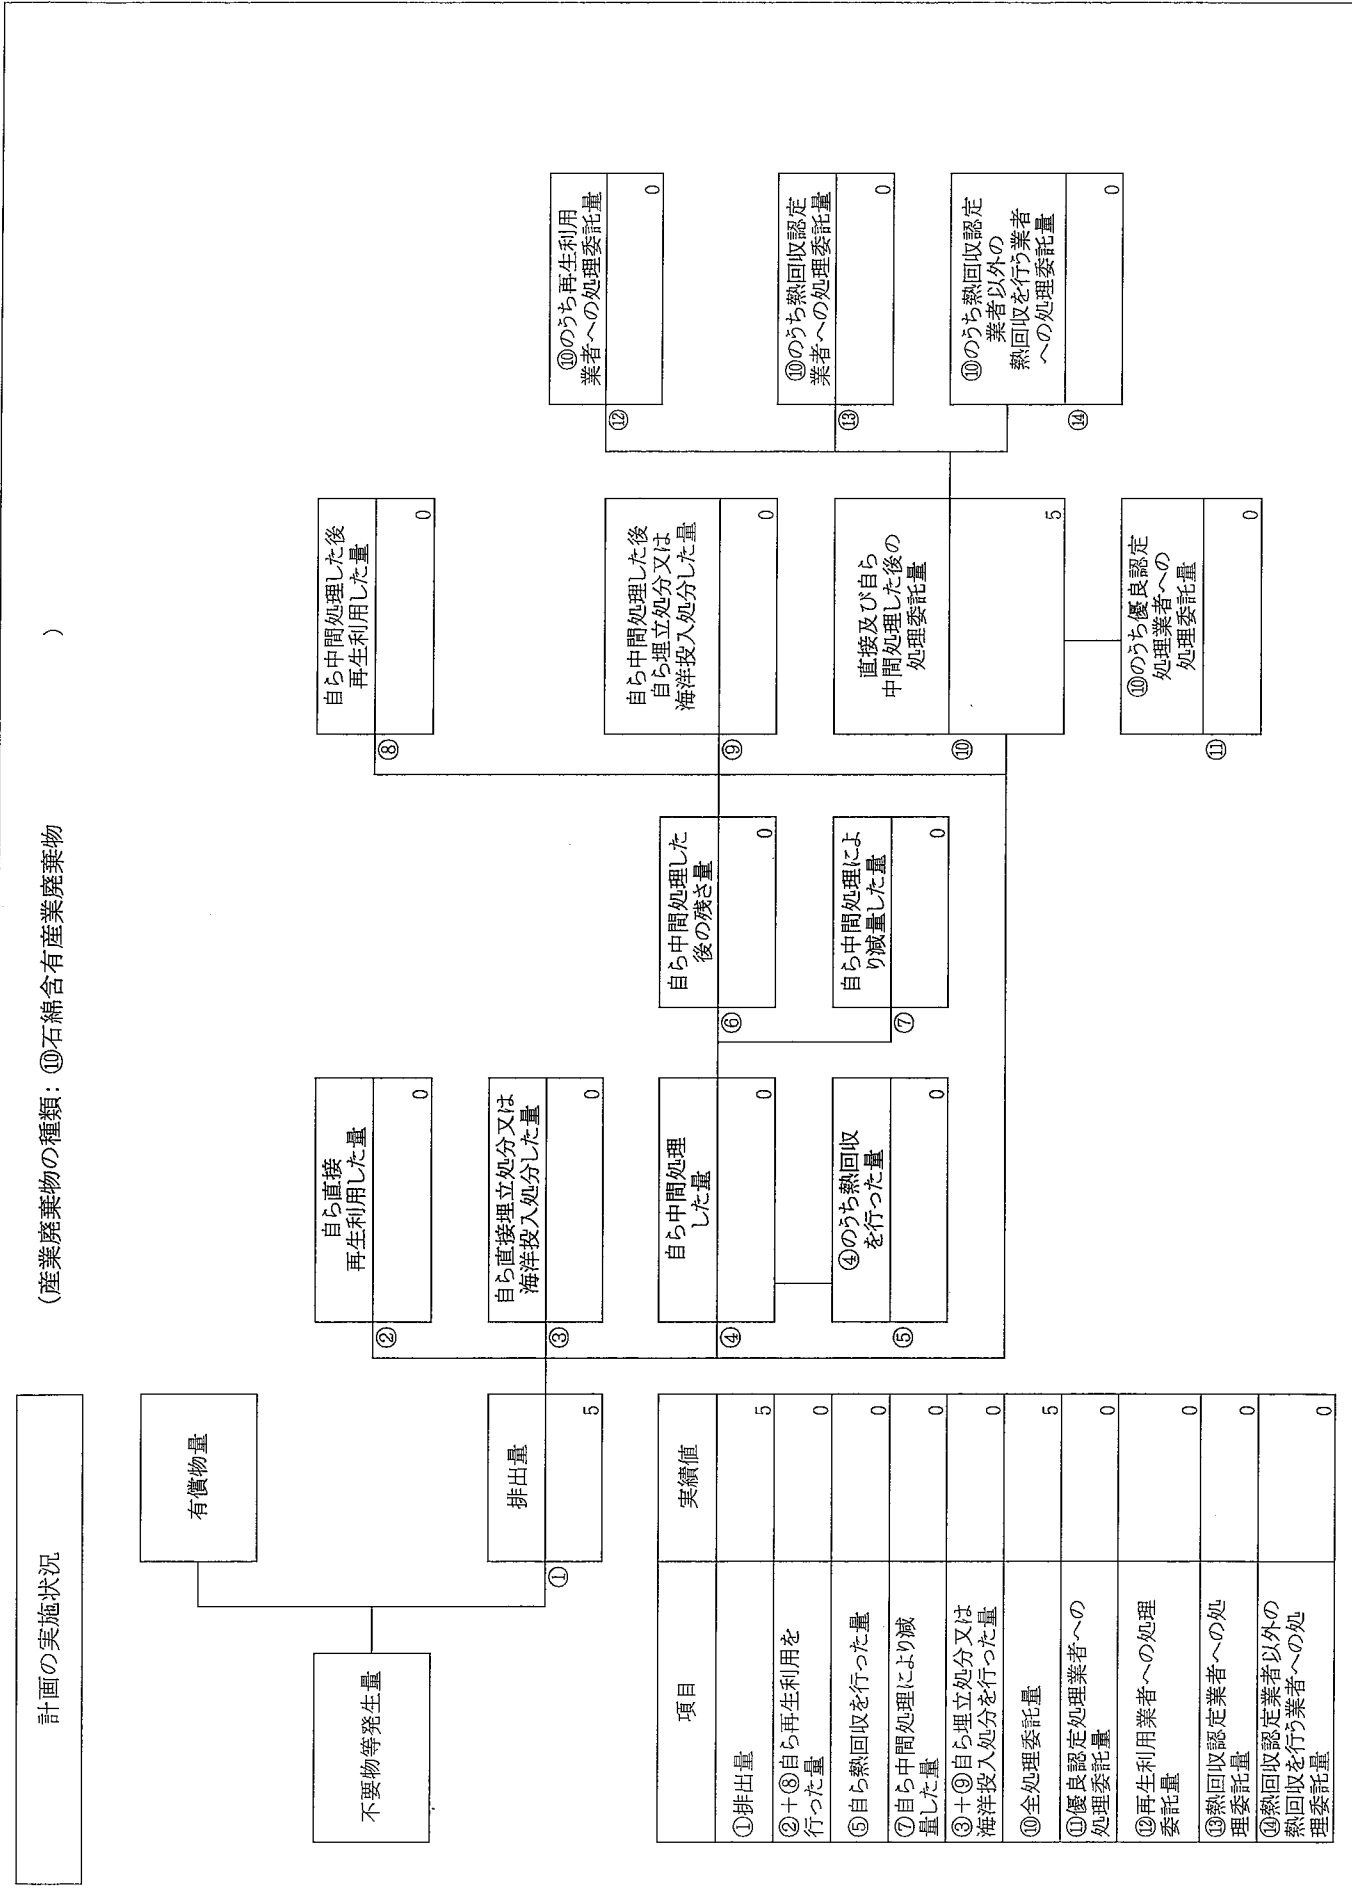 計画の実施状況
(産業廃棄物の種類: ⑩石綿含有産業廃棄物 )
不要物等発生量
有償物量
①
排出量
5
②
自ら直接
再生利用した量
0
③
自ら直接埋立処分又は
海洋投入処分した量
0
④
自ら中間処理
した量
0
⑤
④のうち熱回収
を行った量
0
⑥
自ら中間処理した
後の残さ量
0
⑦
自ら中間処理によ
り減量した量
0
⑧
自ら中間処理した後
再生利用した量
0
⑨
自ら中間処理した後
自ら埋立処分又は
海洋投入処分した量
0
⑩
直接及び自ら
中間処理した後の
処理委託量
5
⑪
⑩のうち優良認定
処理業者への
処理委託量
0
⑫
⑩のうち再生利用
業者への処理委託量
0
⑬
⑩のうち熱回収認定
業者への処理委託量
0
⑭
⑩のうち熱回収認定
業者以外の
熱回収を行う業者
への処理委託量
0
項目 実績値
①排出量 5
②+⑧自ら再生利用を
行った量 0
⑤自ら熱回収を行った量 0
⑦自ら中間処理により減
量した量 0
③+⑨自ら埋立処分又は
海洋投入処分を行った量 0
⑩全処理委託量 5
⑪優良認定処理業者への
処理委託量 0
⑫再生利用業者への処理
委託量 0
⑬熱回収認定業者への処
理委託量 0
⑭熱回収認定業者以外の
熱回収を行う業者への処
理委託量 0